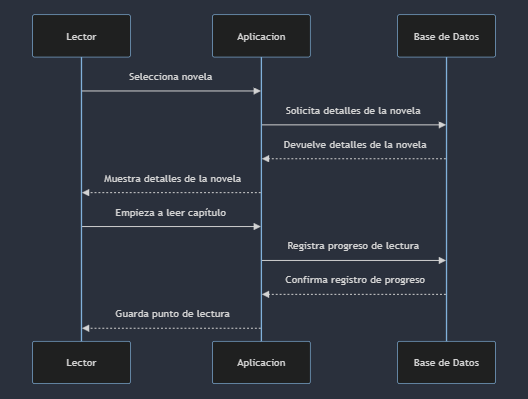 Lector
Aplicacion
Base de Datos
Selecciona novela
Solicita detalles de la novela
Devuelve detalles de la novela
Muestra detalles de la novela
Empieza a leer capítulo
Registra progreso de lectura
Confirma registro de progreso
Guarda punto de lectura
Lector
Aplicacion
Base de Datos